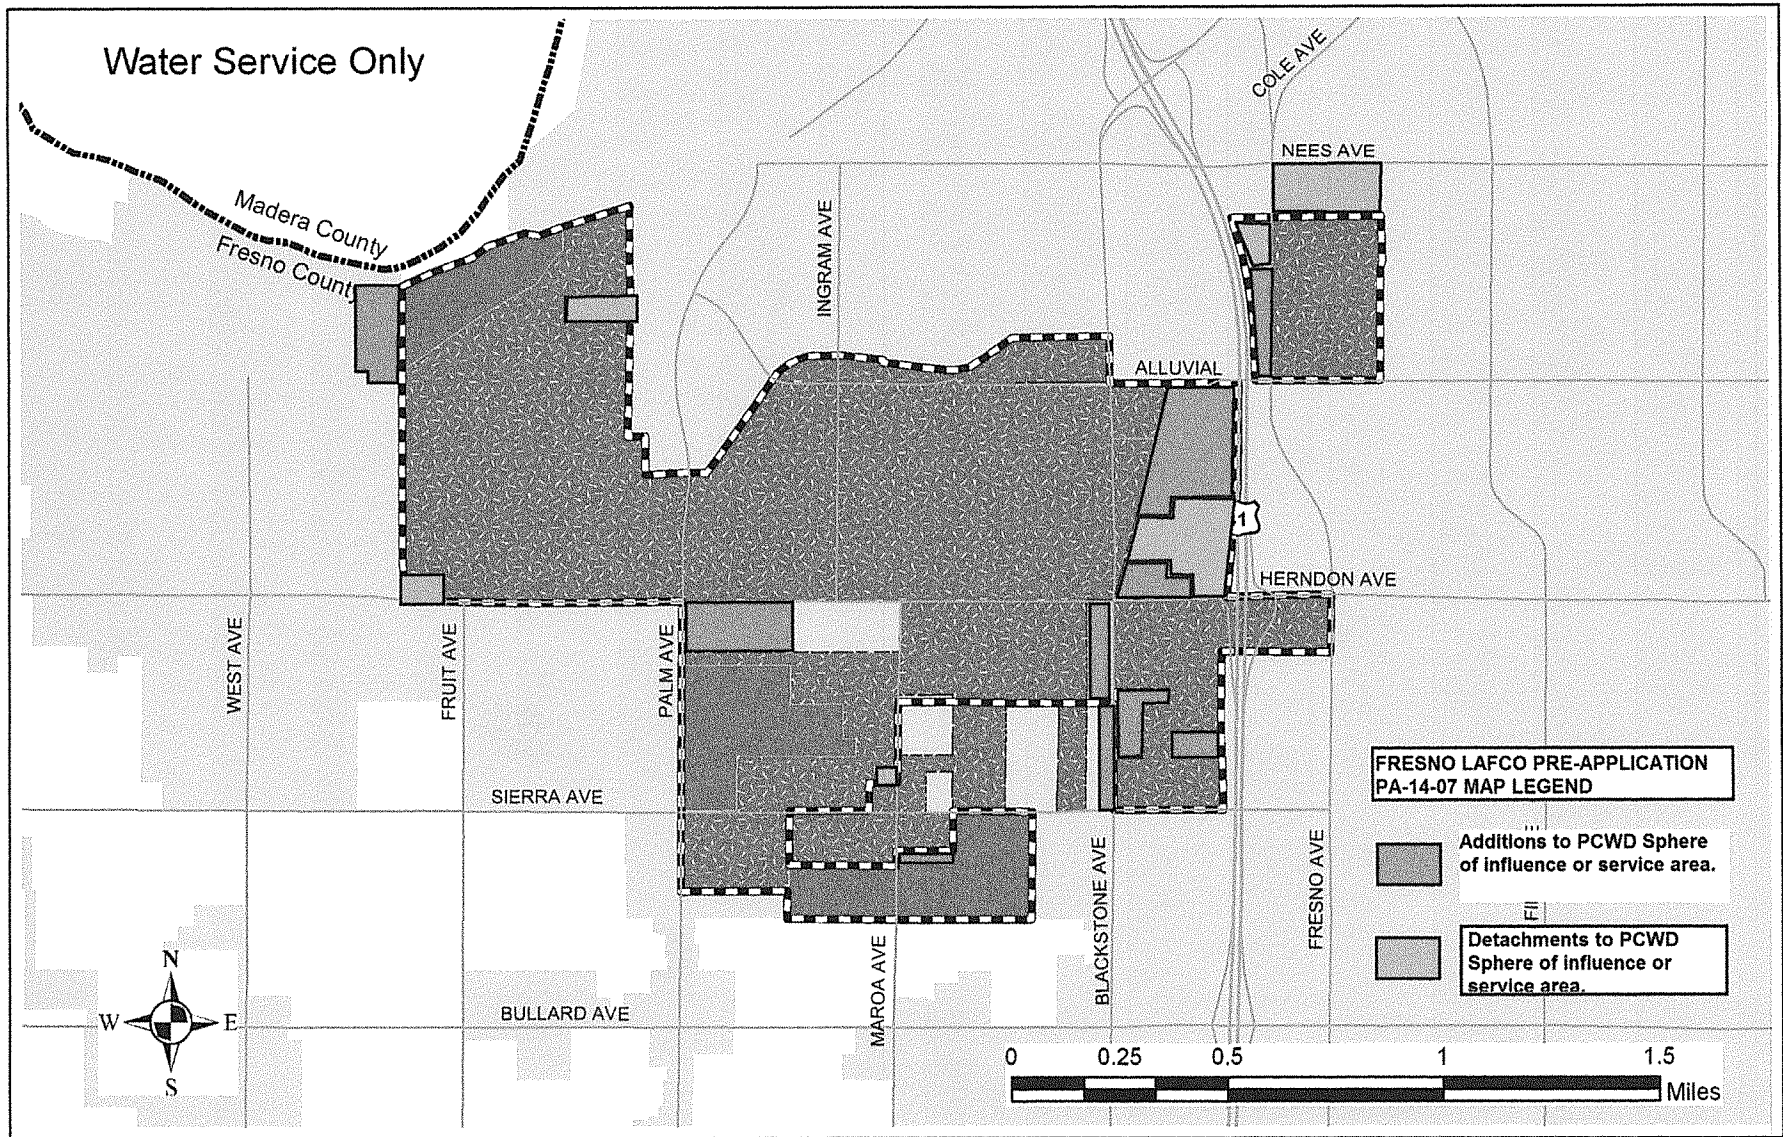 Water Service Only
COLE AVE
NEES AVE
Madera County
Fresno County
INGRAM AVE
ALLUVIAL
1
HERNDON AVE
WEST AVE
FRUIT AVE
PALM AVE
SIERRA AVE
FRESNO LAFCO PRE-APPLICATION
PA-14-07 MAP LEGEND
Additions to PCWD Sphere
of influence or service area.
Detachments to PCWD
Sphere of influence or
service area.
MAROA AVE
BLACKSTONE AVE
FRESNO AVE
BULLARD AVE
N
W
E
S
0 0.25 0.5 1 1.5
Miles